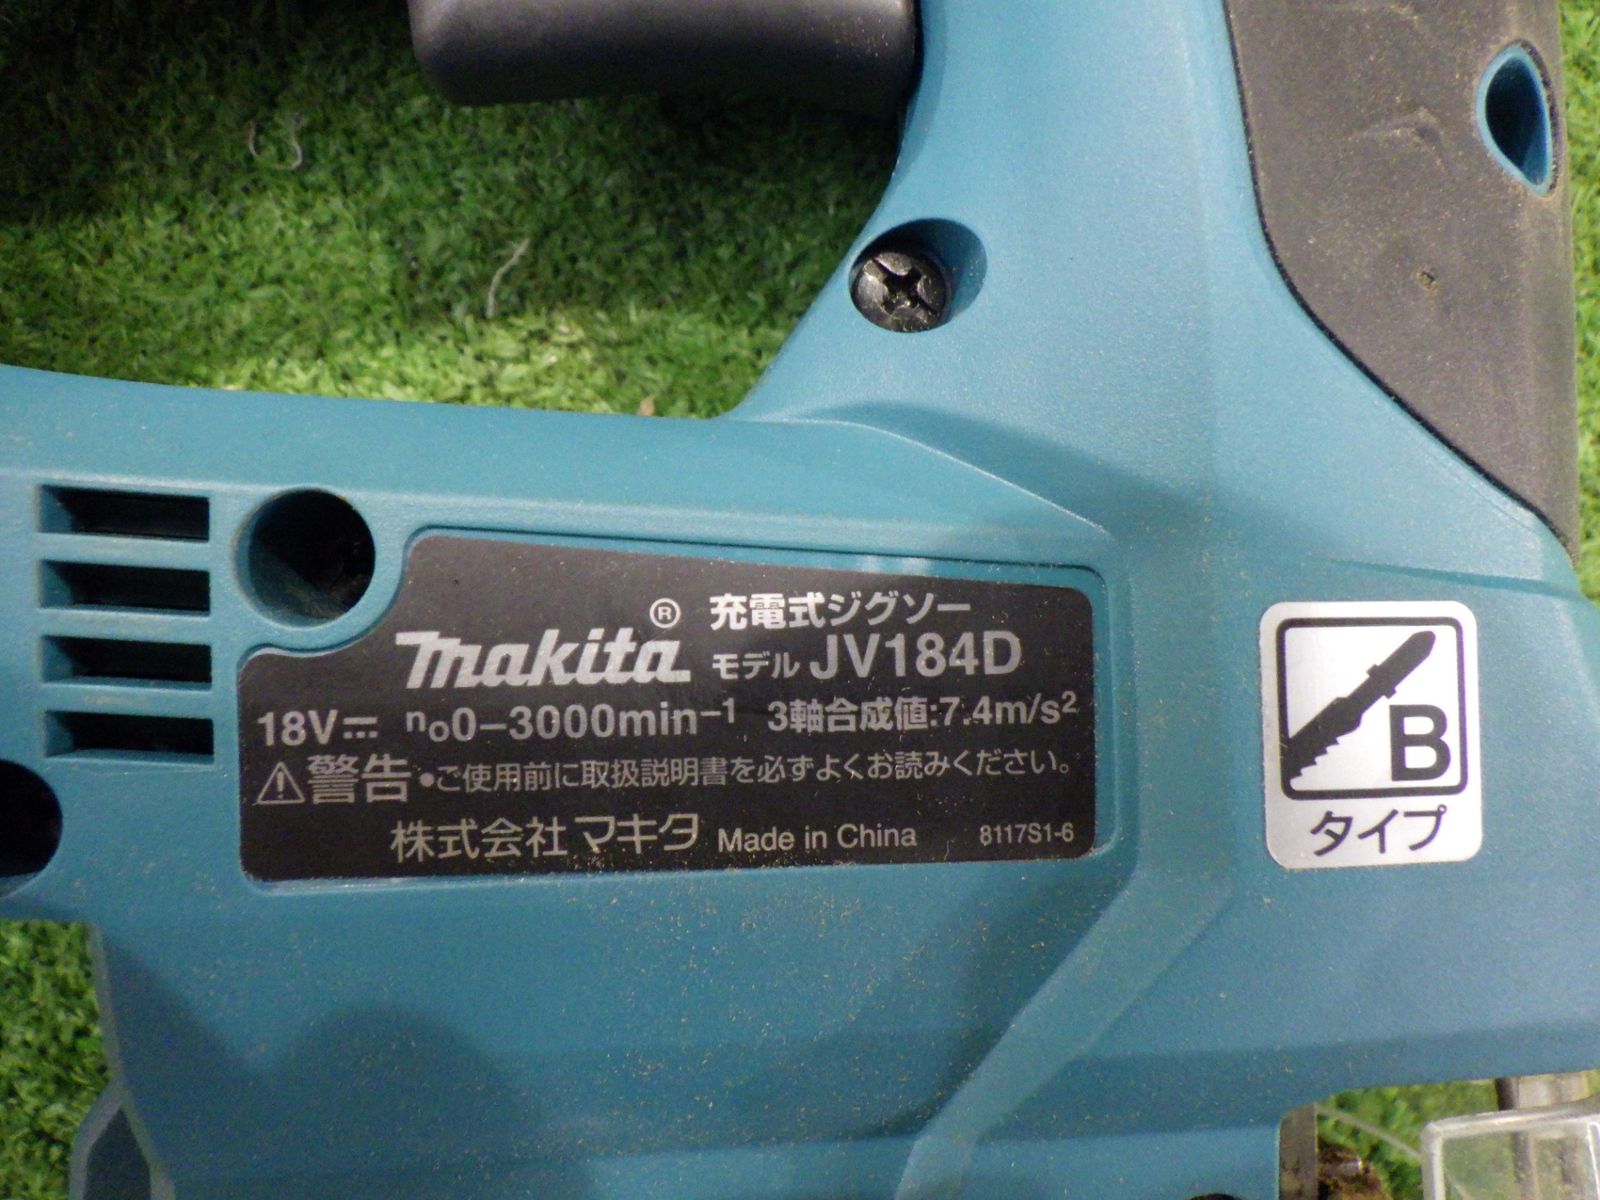 makita® 充電式ジグソー
モデル JV184D
18V⎓ no0-3000min-1 3軸合成値:7.4m/s2
⚠警告 •ご使用前に取扱説明書を必ずよくお読みください。
株式会社マキタ Made in China 8117S1-6
B
タイプ